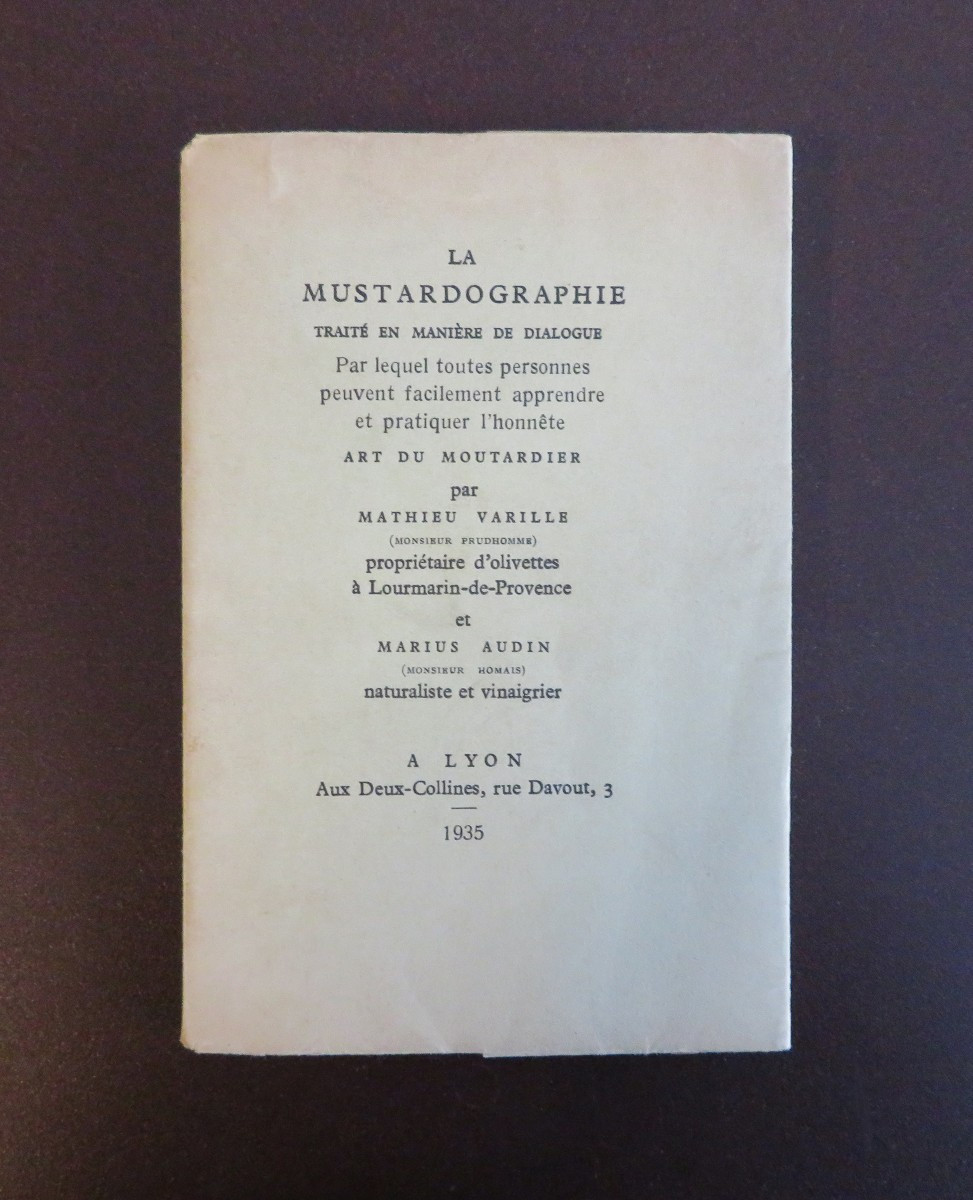 LA
MUSTARDOGRAPHIE
TRAITÉ EN MANIÈRE DE DIALOGUE
Par lequel toutes personnes
peuvent facilement apprendre
et pratiquer l'honnête
ART DU MOUTARDIER
par
MATHIEU VARILLE
(MONSIEUR PRUDHOMME)
propriétaire d'olivettes
à Lourmarin-de-Provence
et
MARIUS AUDIN
(MONSIEUR HOMAIS)
naturaliste et vinaigrier
A LYON
Aux Deux-Collines, rue Davout, 3
1935